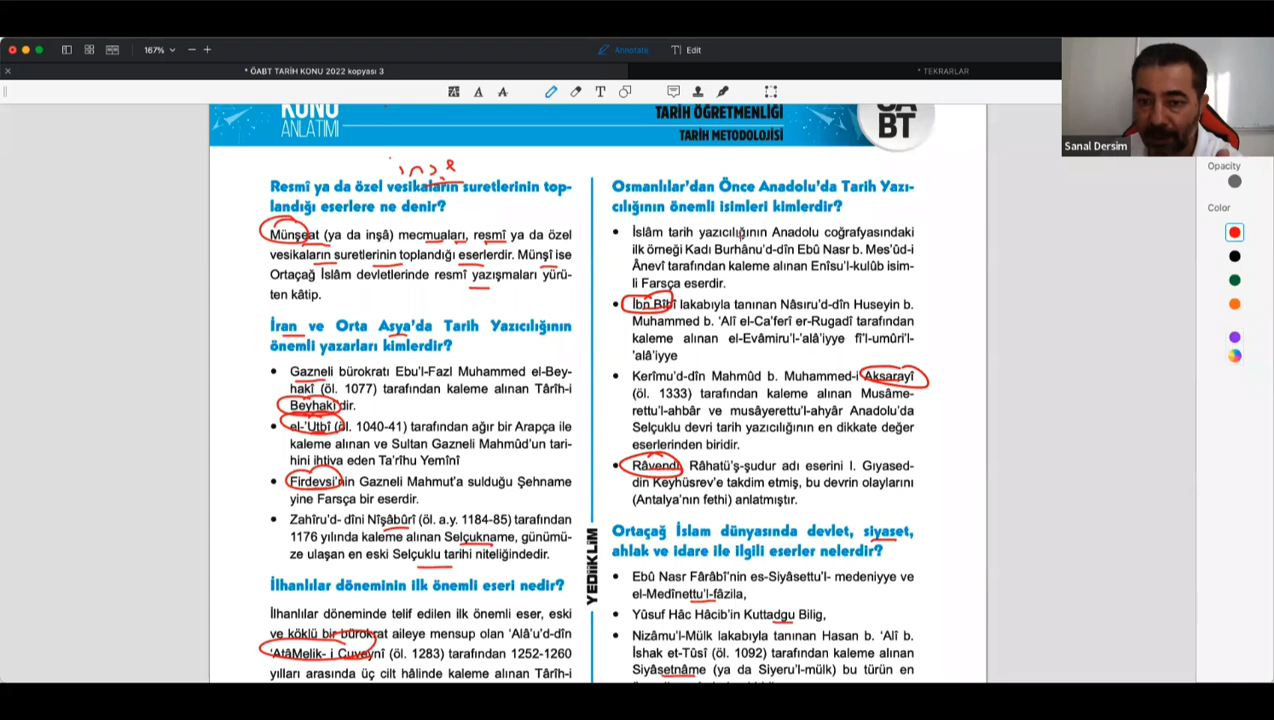 167%
Annotate
Edit
* ÖABT TARİH KONU 2022 kopyası 3
* TEKRARLAR
Sanal Dersim
Opacity
Color
KONU
ANLATIMI
TARİH ÖĞRETMENLİĞİ
TARİH METODOLOJİSİ
BT
Resmî ya da özel vesikaların suretlerinin top-
landığı eserlere ne denir?
Münşeat (ya da inşâ) mecmuaları, resmî ya da özel
vesikaların suretlerinin toplandığı eserlerdir. Münşî ise
Ortaçağ İslâm devletlerinde resmî yazışmaları yürü-
ten kâtip.
İran ve Orta Asya'da Tarih Yazıcılığının
önemli yazarları kimlerdir?
• Gazneli bürokratı Ebu'l-Fazl Muhammed el-Bey-
hakî (öl. 1077) tarafından kaleme alınan Târîh-i
Beyhakî'dir.
• el-'Utbî (öl. 1040-41) tarafından ağır bir Arapça ile
kaleme alınan ve Sultan Gazneli Mahmûd'un tari-
hini ihtiva eden Ta'rîhu Yemînî
• Firdevsi'nin Gazneli Mahmut'a sulduğu Şehname
yine Farsça bir eserdir.
• Zahîru'd- dîni Nîşâbûrî (öl. a.y. 1184-85) tarafından
1176 yılında kaleme alınan Selçukname, günümü-
ze ulaşan en eski Selçuklu tarihi niteliğindedir.
İlhanlılar döneminin ilk önemli eseri nedir?
İlhanlılar döneminde telif edilen ilk önemli eser, eski
ve köklü bir bürokrat aileye mensup olan 'Alâ'u'd-dîn
'AtâMelik- i Cuveynî (öl. 1283) tarafından 1252-1260
yılları arasında üç cilt hâlinde kaleme alınan Târîh-i
YEDİİKLİM
Osmanlılar'dan Önce Anadolu'da Tarih Yazı-
cılığının önemli isimleri kimlerdir?
• İslâm tarih yazıcılığının Anadolu coğrafyasındaki
ilk örneği Kadı Burhânu'd-dîn Ebû Nasr b. Mes'ûd-i
Ânevî tarafından kaleme alınan Enîsu'l-kulûb isim-
li Farsça eserdir.
• İbn Bîbî lakabıyla tanınan Nâsıru'd-dîn Huseyin b.
Muhammed b. 'Alî el-Ca'ferî er-Rugadî tarafından
kaleme alınan el-Evâmiru'l-'alâ'iyye fî'l-umûri'l-
'alâ'iyye
• Kerîmu'd-dîn Mahmûd b. Muhammed-i Aksarayî
(öl. 1333) tarafından kaleme alınan Musâme-
rettu'l-ahbâr ve musâyerettu'l-ahyâr Anadolu'da
Selçuklu devri tarih yazıcılığının en dikkate değer
eserlerinden biridir.
• Râvendî, Râhatü'ş-şudur adı eserini I. Gıyased-
din Keyhüsrev'e takdim etmiş, bu devrin olaylarını
(Antalya'nın fethi) anlatmıştır.
Ortaçağ İslam dünyasında devlet, siyaset,
ahlak ve idare ile ilgili eserler nelerdir?
• Ebû Nasr Fârâbî'nin es-Siyâsettu'l- medeniyye ve
el-Medînettu'l-fâzila,
• Yûsuf Hâc Hâcib'in Kuttadgu Bilig,
• Nizâmu'l-Mülk lakabıyla tanınan Hasan b. 'Alî b.
İshak et-Tûsî (öl. 1092) tarafından kaleme alınan
Siyâsetnâme (ya da Siyeru'l-mülk) bu türün en